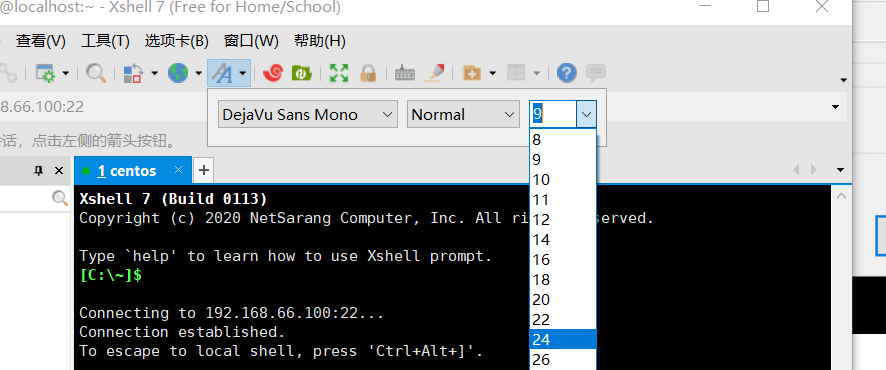 @localhost:~ - Xshell 7 (Free for Home/School)
查看(V) 工具(T) 选项卡(B) 窗口(W) 帮助(H)
8.66.100:22
话，点击左侧的箭头按钮。
DejaVu Sans Mono Normal 9
8
9
10
11
12
14
16
18
20
22
24
26
1 centos
Xshell 7 (Build 0113)
Copyright (c) 2020 NetSarang Computer, Inc. All ri served.
Type `help' to learn how to use Xshell prompt.
[C:\~]$
Connecting to 192.168.66.100:22...
Connection established.
To escape to local shell, press 'Ctrl+Alt+]'.